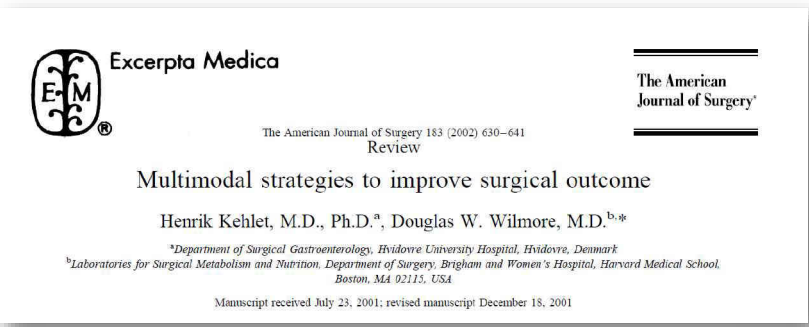 E M ®
Excerpta Medica
The American
Journal of Surgery®
The American Journal of Surgery 183 (2002) 630–641
Review
Multimodal strategies to improve surgical outcome
Henrik Kehlet, M.D., Ph.D.ᵃ, Douglas W. Wilmore, M.D.ᵇ,*
ᵃDepartment of Surgical Gastroenterology, Hvidovre University Hospital, Hvidovre, Denmark
ᵇLaboratories for Surgical Metabolism and Nutrition, Department of Surgery, Brigham and Women's Hospital, Harvard Medical School,
Boston, MA 02115, USA
Manuscript received July 23, 2001; revised manuscript December 18, 2001